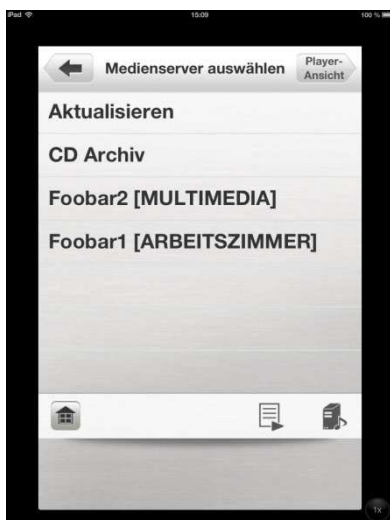 iPad 15:09 100 %
Medienserver auswählen
Player-
Ansicht
Aktualisieren
CD Archiv
Foobar2 [MULTIMEDIA]
Foobar1 [ARBEITSZIMMER]
1x